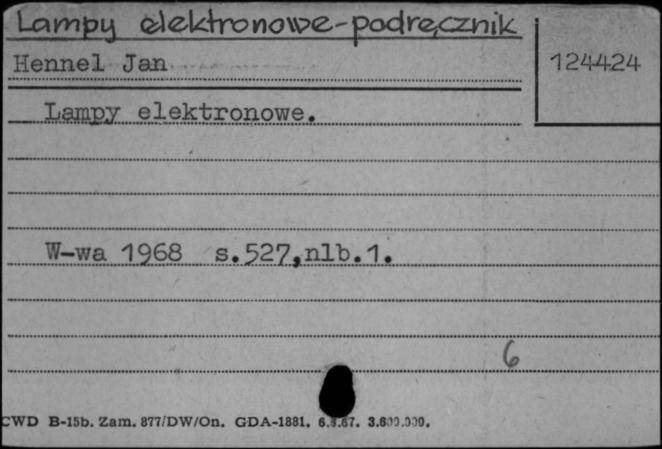 Lampy elektronowe-podręcznik
Hennel Jan
124424
Lampy elektronowe.
W-wa 1968 s.527,nlb.1.
6
CWD B-15b. Zam. 877/DW/On. GDA-1881.